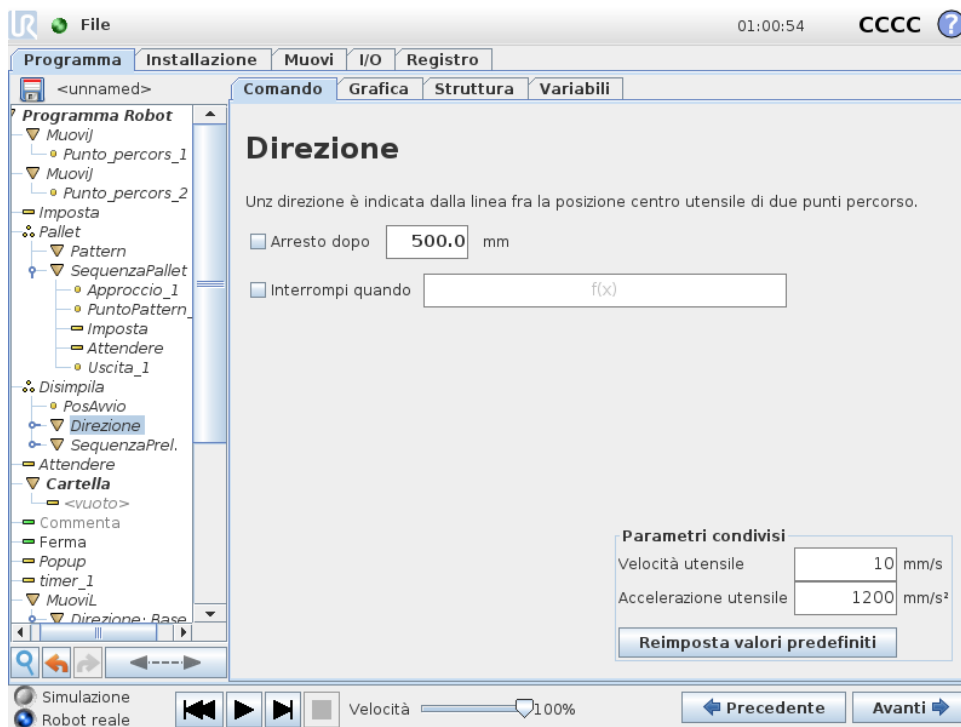 UR File 01:00:54 CCCC ?
Programma Installazione Muovi I/O Registro
<unnamed> Comando Grafica Struttura Variabili
Programma Robot
MuoviJ
Punto_percors_1
MuoviJ
Punto_percors_2
Imposta
Pallet
Pattern
SequenzaPallet
Approccio_1
PuntoPattern_
Imposta
Attendere
Uscita_1
Disimpila
PosAvvio
Direzione
SequenzaPrel.
Attendere
Cartella
<vuoto>
Commenta
Ferma
Popup
timer_1
MuoviL
Direzione: Base
Direzione
Unz direzione è indicata dalla linea fra la posizione centro utensile di due punti percorso.
Arresto dopo 500.0 mm
Interrompi quando f(x)
Parametri condivisi
Velocità utensile 10 mm/s
Accelerazione utensile 1200 mm/s²
Reimposta valori predefiniti
Simulazione
Robot reale
Velocità 100%
Precedente Avanti